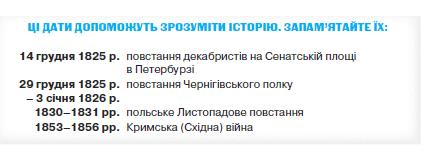 ЦІ ДАТИ ДОПОМОЖУТЬ ЗРОЗУМІТИ ІСТОРІЮ. ЗАПАМ'ЯТАЙТЕ ЇХ:
14 грудня 1825 р. повстання декабристів на Сенатській площі
в Петербурзі
29 грудня 1825 р. повстання Чернігівського полку
– 3 січня 1826 р.
1830–1831 рр. польське Листопадове повстання
1853–1856 рр. Кримська (Східна) війна